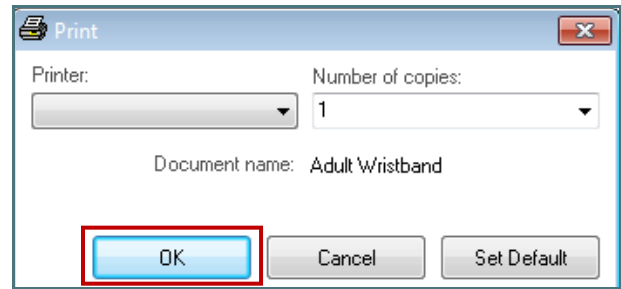 Print
Printer: Number of copies:
1
Document name: Adult Wristband
OK Cancel Set Default